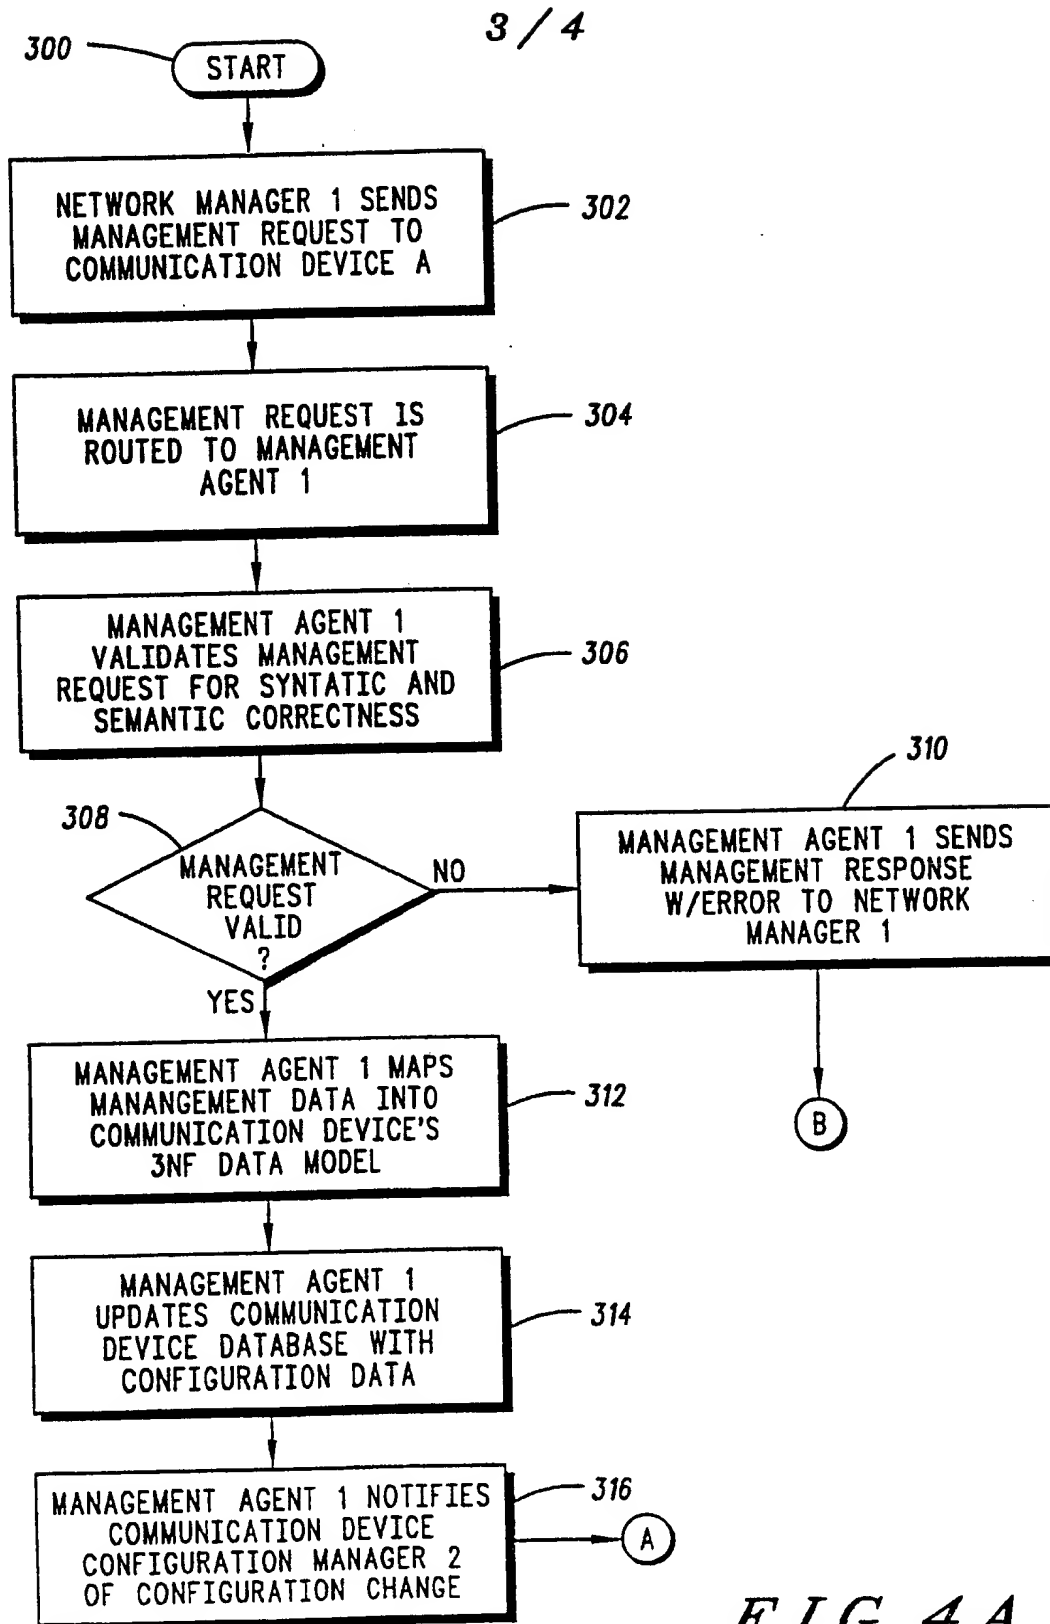 3/4
300
START
NETWORK MANAGER 1 SENDS
MANAGEMENT REQUEST TO
COMMUNICATION DEVICE A
302
MANAGEMENT REQUEST IS
ROUTED TO MANAGEMENT
AGENT 1
304
MANAGEMENT AGENT 1
VALIDATES MANAGEMENT
REQUEST FOR SYNTATIC AND
SEMANTIC CORRECTNESS
306
308
MANAGEMENT
REQUEST
VALID
?
NO
YES
310
MANAGEMENT AGENT 1 SENDS
MANAGEMENT RESPONSE
W/ERROR TO NETWORK
MANAGER 1
B
MANAGEMENT AGENT 1 MAPS
MANANGEMENT DATA INTO
COMMUNICATION DEVICE'S
3NF DATA MODEL
312
MANAGEMENT AGENT 1
UPDATES COMMUNICATION
DEVICE DATABASE WITH
CONFIGURATION DATA
314
MANAGEMENT AGENT 1 NOTIFIES
COMMUNICATION DEVICE
CONFIGURATION MANAGER 2
OF CONFIGURATION CHANGE
316
A
FIG. 4A